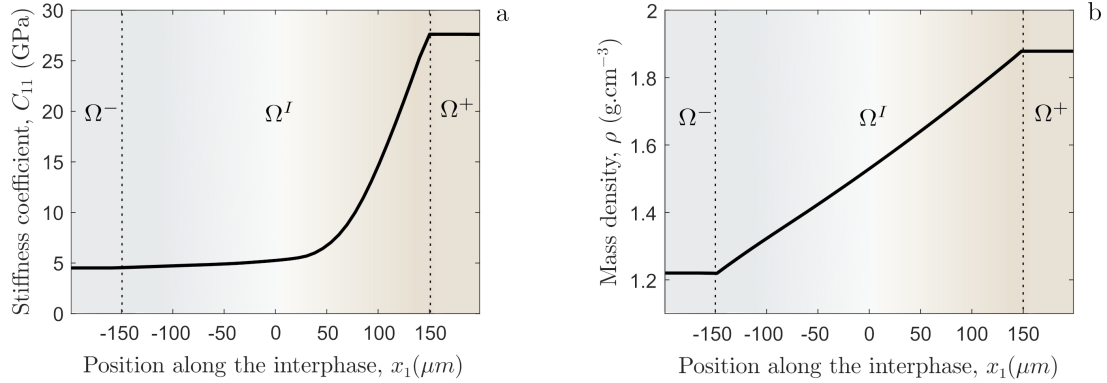 a
Stiffness coefficient, C₁₁ (GPa)
30
25
20
15
10
5
0
Ω⁻
Ωᴵ
Ω⁺
-150 -100 -50 0 50 100 150
Position along the interphase, x₁(μm)
b
Mass density, ρ (g.cm⁻³)
2
1.8
1.6
1.4
1.2
Ω⁻
Ωᴵ
Ω⁺
-150 -100 -50 0 50 100 150
Position along the interphase, x₁(μm)